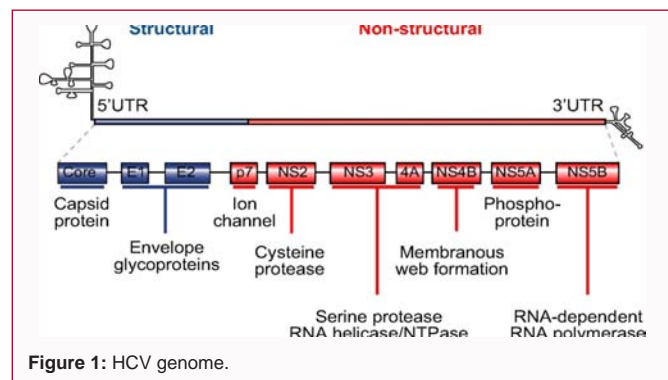 Structural Non-structural
5'UTR 3'UTR
Core E1 E2 p7 NS2 NS3 4A NS4B NS5A NS5B
Capsid
protein
Envelope
glycoproteins
Ion
channel
Cysteine
protease
Serine protease
RNA helicase/NTPase
Membranous
web formation
Phospho-
protein
RNA-dependent
RNA polymerase
Figure 1: HCV genome.